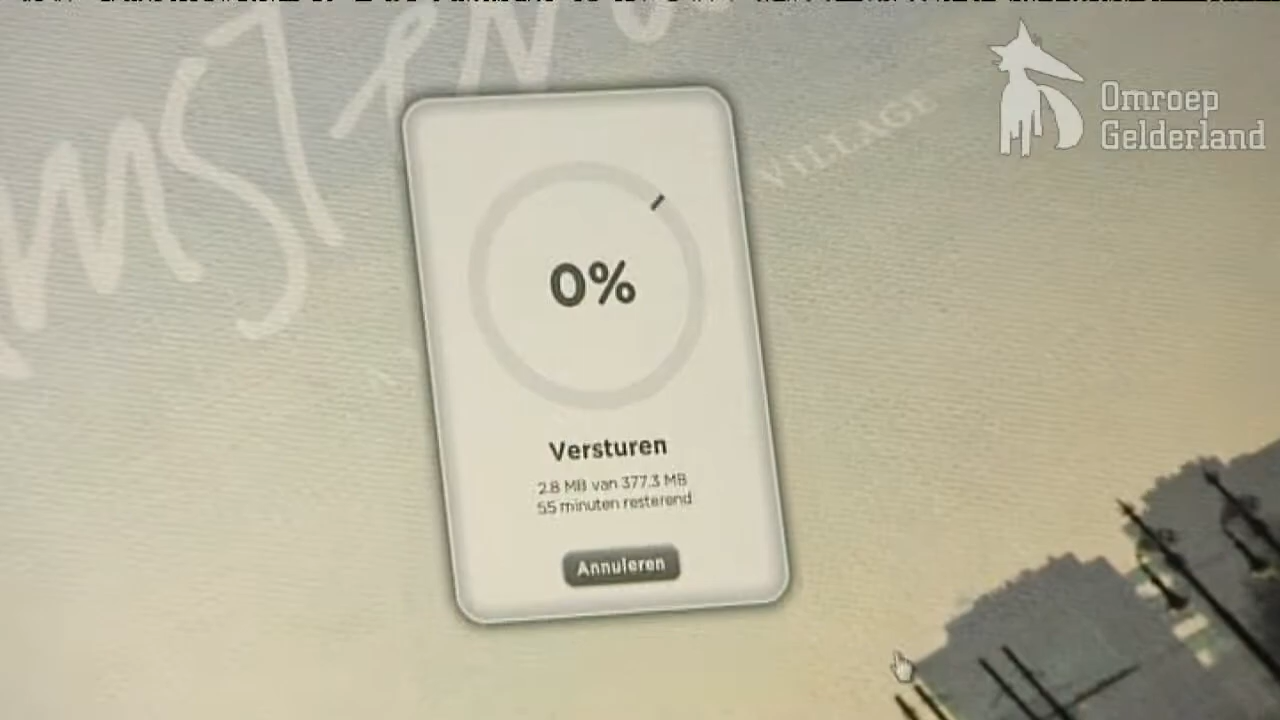 Omroep
Gelderland
VILLAGE
0%
Versturen
2.8 MB van 377.3 MB
55 minuten resterend
Annuleren